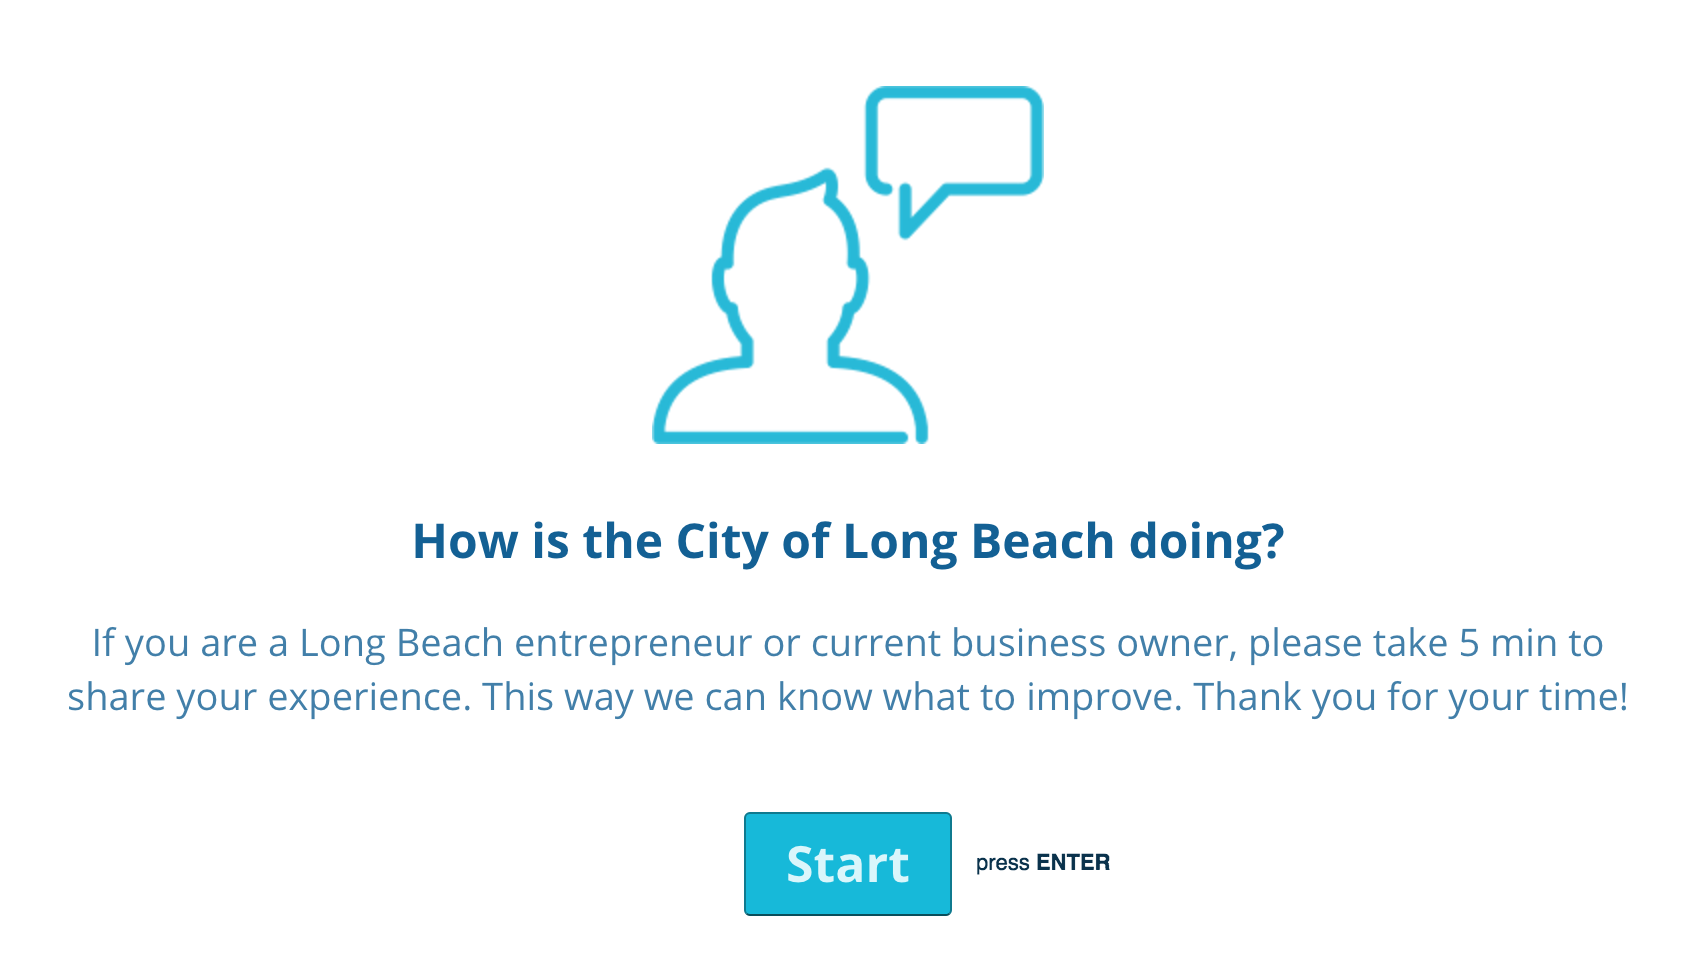 How is the City of Long Beach doing?
If you are a Long Beach entrepreneur or current business owner, please take 5 min to
share your experience. This way we can know what to improve. Thank you for your time!
Start
press ENTER